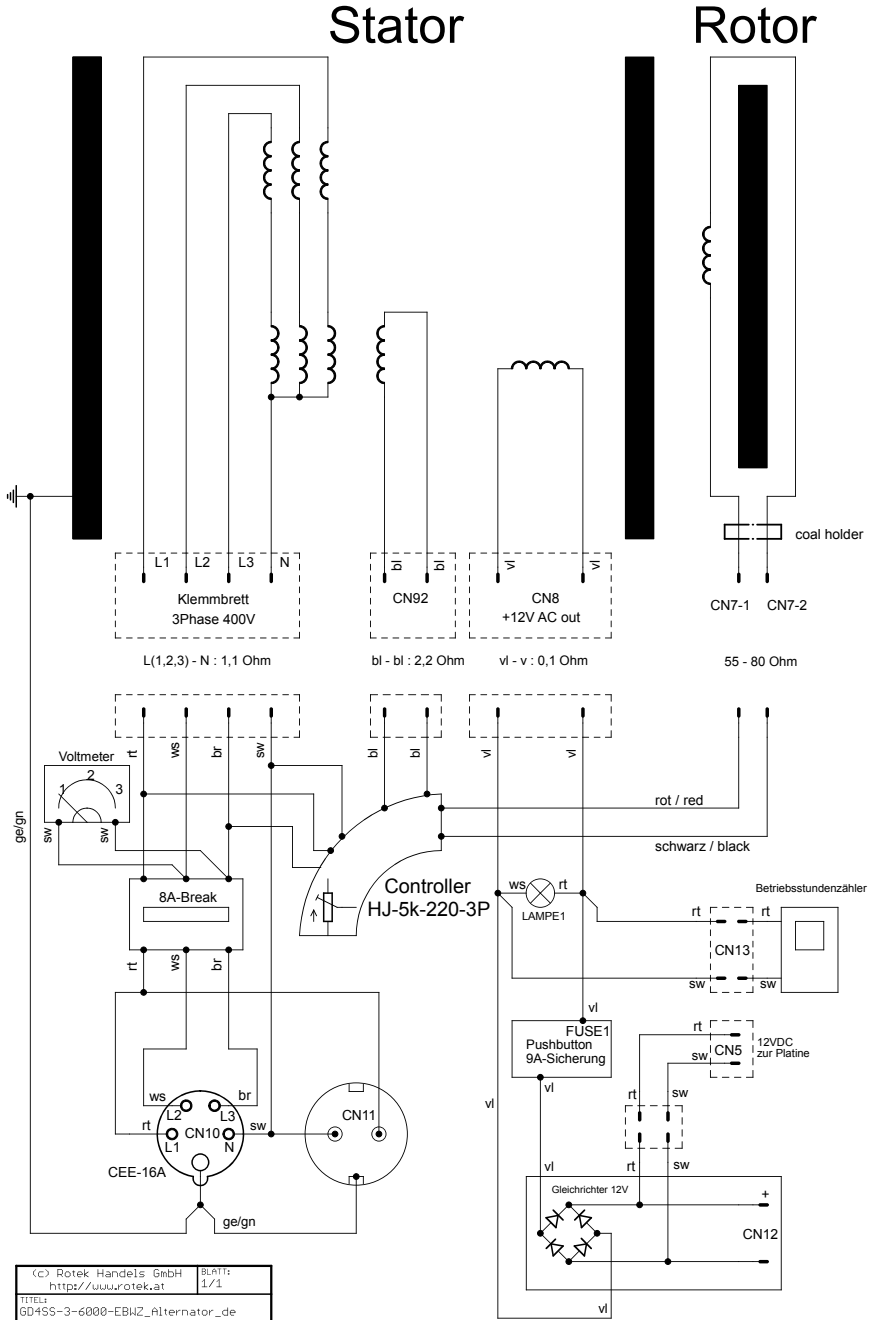 Stator
Rotor
coal holder
L1 L2 L3 N
bl bl
vl vl
Klemmbrett
3Phase 400V
CN92
CN8
+12V AC out
CN7-1 CN7-2
L(1,2,3) - N : 1,1 Ohm
bl - bl : 2,2 Ohm
vl - v : 0,1 Ohm
55 - 80 Ohm
rt ws br sw
bl bl
vl vl
Voltmeter
1 2 3
sw sw
ge/gn
rot / red
schwarz / black
8A-Break
Controller
HJ-5k-220-3P
ws rt
LAMPE1
Betriebsstundenzähler
rt rt
CN13
sw sw
rt ws br
vl
FUSE1
Pushbutton
9A-Sicherung
rt
CN5
sw
12VDC
zur Platine
vl
vl
rt sw
ws br
L2 L3
rt CN10 sw
L1 N
CN11
CEE-16A
vl
rt sw
Gleichrichter 12V
+
CN12
ge/gn
vl
(c) Rotek Handels GmbH
http://www.rotek.at
BLATT:
1/1
TITEL:
GD4SS-3-6000-EBWZ_Alternator_de